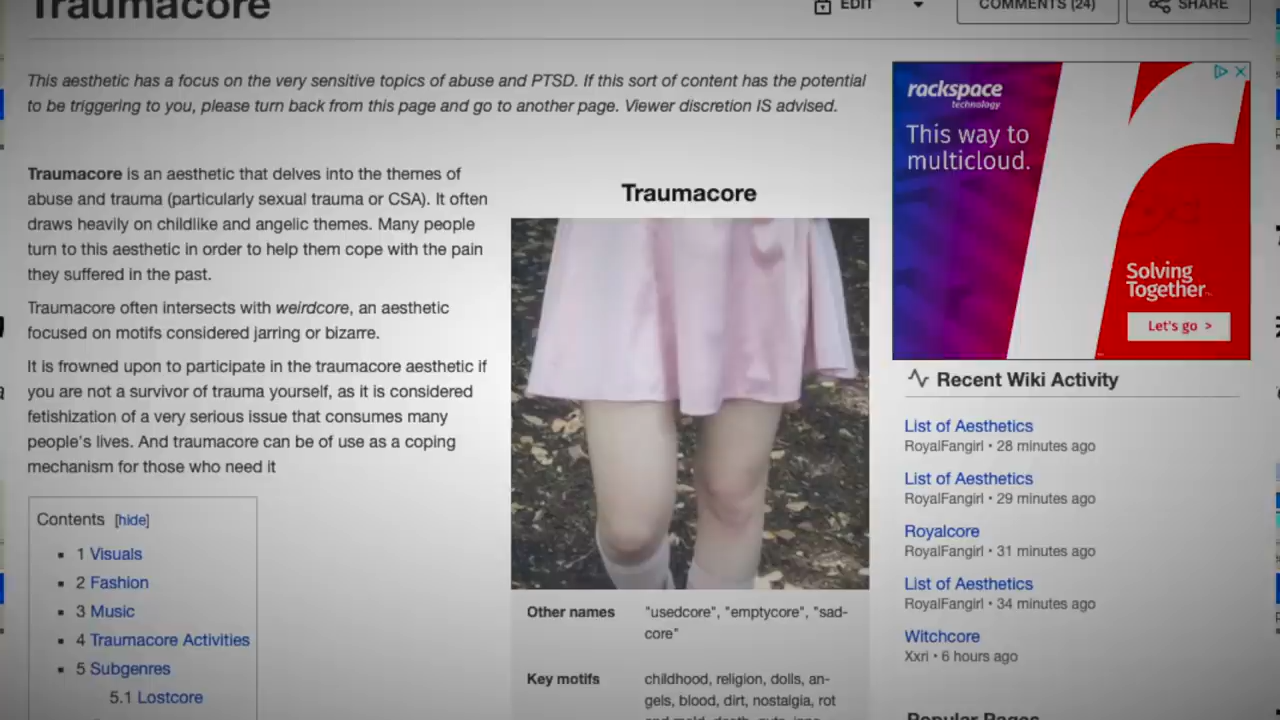 Traumacore
EDIT
COMMENTS (24)
SHARE
This aesthetic has a focus on the very sensitive topics of abuse and PTSD. If this sort of content has the potential
to be triggering to you, please turn back from this page and go to another page. Viewer discretion IS advised.
Traumacore is an aesthetic that delves into the themes of
abuse and trauma (particularly sexual trauma or CSA). It often
draws heavily on childlike and angelic themes. Many people
turn to this aesthetic in order to help them cope with the pain
they suffered in the past.
Traumacore often intersects with weirdcore, an aesthetic
focused on motifs considered jarring or bizarre.
It is frowned upon to participate in the traumacore aesthetic if
you are not a survivor of trauma yourself, as it is considered
fetishization of a very serious issue that consumes many
people's lives. And traumacore can be of use as a coping
mechanism for those who need it
Contents [hide]
1 Visuals
2 Fashion
3 Music
4 Traumacore Activities
5 Subgenres
5.1 Lostcore
Traumacore
Other names
"usedcore", "emptycore", "sad-
core"
Key motifs
childhood, religion, dolls, an-
gels, blood, dirt, nostalgia, rot
rackspace
technology
This way to
multicloud.
Solving
Together
Let's go >
Recent Wiki Activity
List of Aesthetics
RoyalFangirl • 28 minutes ago
List of Aesthetics
RoyalFangirl • 29 minutes ago
Royalcore
RoyalFangirl • 31 minutes ago
List of Aesthetics
RoyalFangirl • 34 minutes ago
Witchcore
Xxri • 6 hours ago
Popular Pages